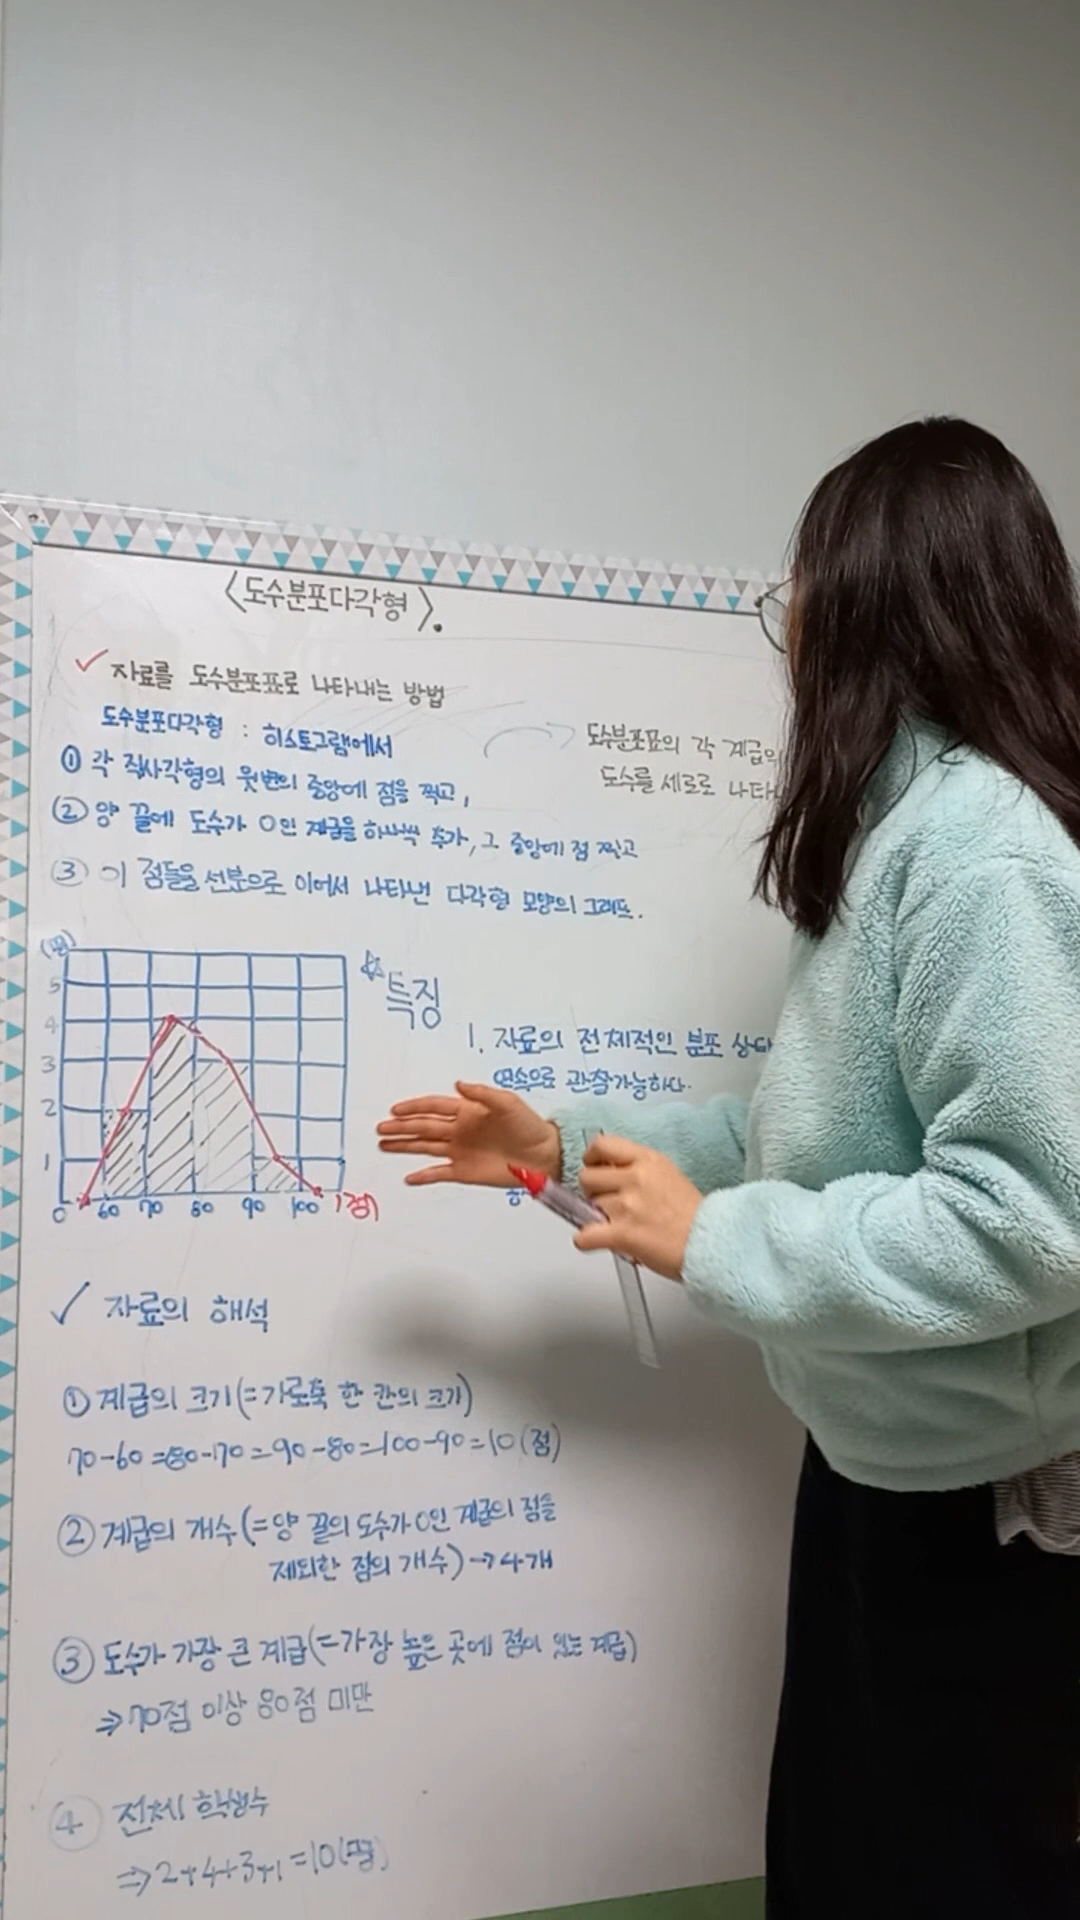 <도수분포다각형>.
✓ 자료를 도수분포표로 나타내는 방법
도수분포다각형 : 히스토그램에서
① 각 직사각형의 윗변의 중앙에 점을 찍고,
② 양 끝에 도수가 0인 계급을 하나씩 추가, 그 중앙에 점 찍고
③ 이 점들을 선분으로 이어서 나타낸 다각형 모양의 그래프.
도수분포표의 각 계급의
도수를 세로로 나타
(명)
5
4
3
2
1
0 60 70 80 90 100 (점)
☆특징
1. 자료의 전체적인 분포 상태
연속으로 관찰가능하다.
✓ 자료의 해석
① 계급의 크기(=가로축 한 칸의 크기)
70-60=80-70=90-80=100-90=10(점)
② 계급의 개수(=양 끝의 도수가 0인 계급의 점을
제외한 점의 개수)→4개
③ 도수가 가장 큰 계급(=가장 높은 곳에 점이 있는 계급)
⇒70점 이상 80점 미만
④ 전체 학생수
⇒2+4+3+1=10(명)